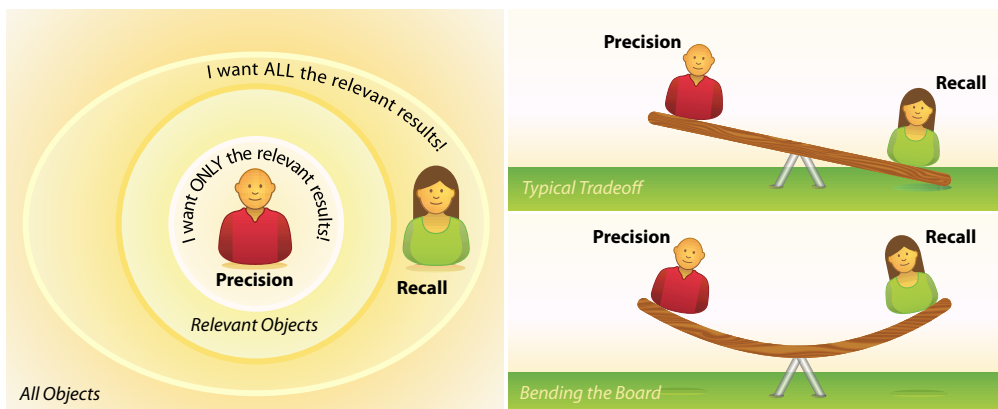 I want ALL the relevant results!
I want ONLY the relevant results!
Precision
Recall
Relevant Objects
All Objects
Precision
Recall
Typical Tradeoff
Precision
Recall
Bending the Board